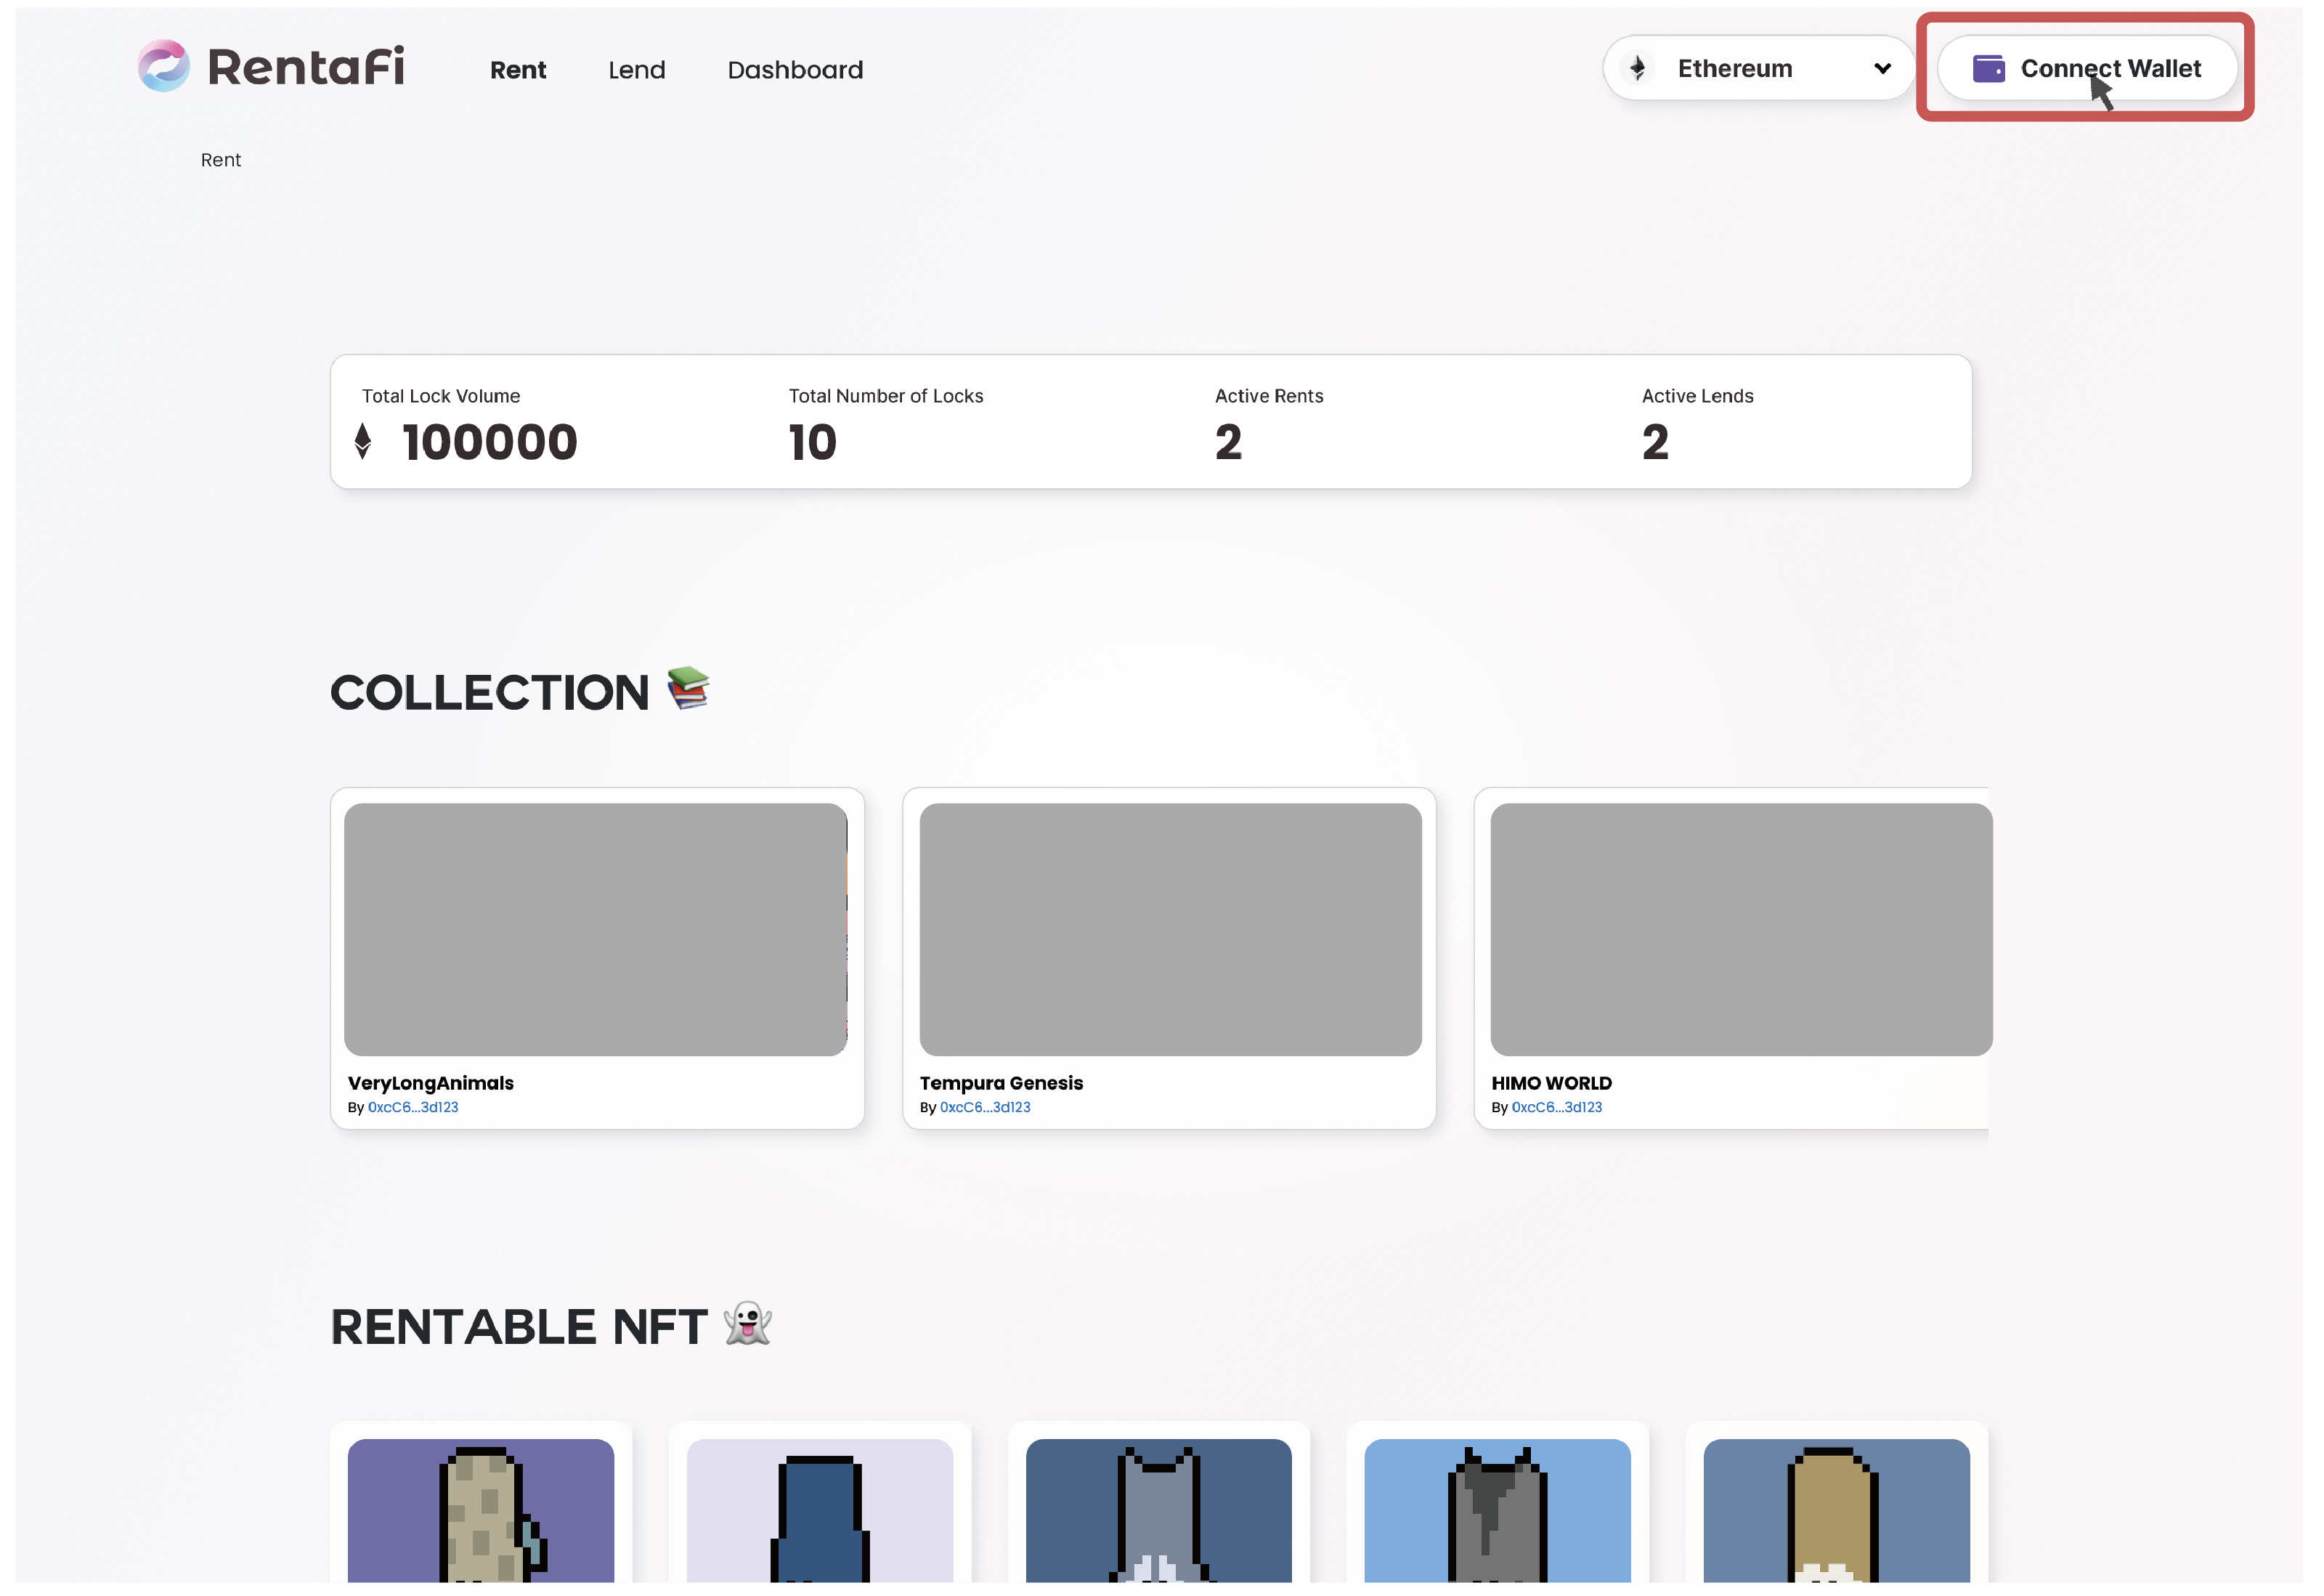 RentaFi
Rent
Lend
Dashboard
Ethereum
Connect Wallet
Rent
Total Lock Volume
100000
Total Number of Locks
10
Active Rents
2
Active Lends
2
COLLECTION 📚
VeryLongAnimals
By 0xcC6...3d123
Tempura Genesis
By 0xcC6...3d123
HIMO WORLD
By 0xcC6...3d123
RENTABLE NFT 👻